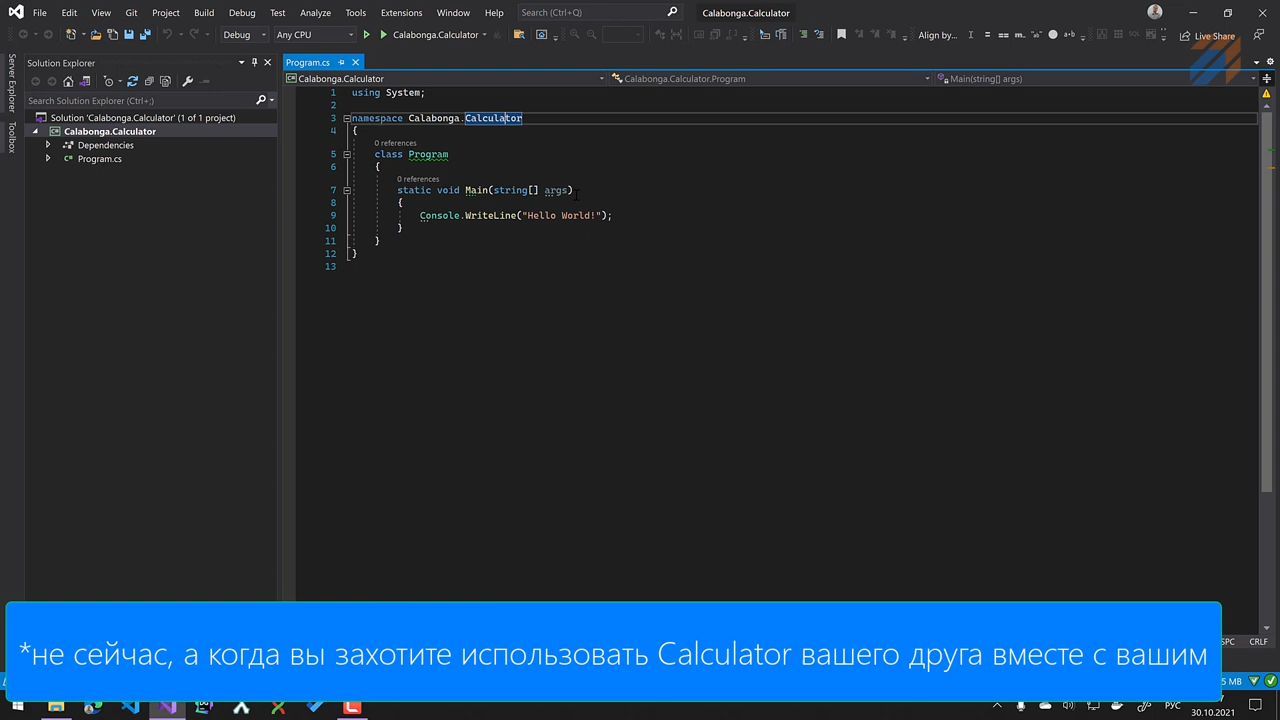 File Edit View Git Project Build Debug Test Analyze Tools Extensions Window Help Search (Ctrl+Q) Calabonga.Calculator
Debug Any CPU Calabonga.Calculator Align by... Live Share
Server Explorer
Toolbox
Solution Explorer
Search Solution Explorer (Ctrl+;)
Solution 'Calabonga.Calculator' (1 of 1 project)
Calabonga.Calculator
Dependencies
Program.cs
Program.cs
Calabonga.Calculator Calabonga.Calculator.Program Main(string[] args)
1 using System;
2
3 namespace Calabonga.Calculator
4 {
0 references
5 class Program
6 {
0 references
7 static void Main(string[] args)
8 {
9 Console.WriteLine("Hello World!");
10 }
11 }
12 }
13
SPC CRLF
*не сейчас, а когда вы захотите использовать Calculator вашего друга вместе с вашим
5 MB
РУС
30.10.2021